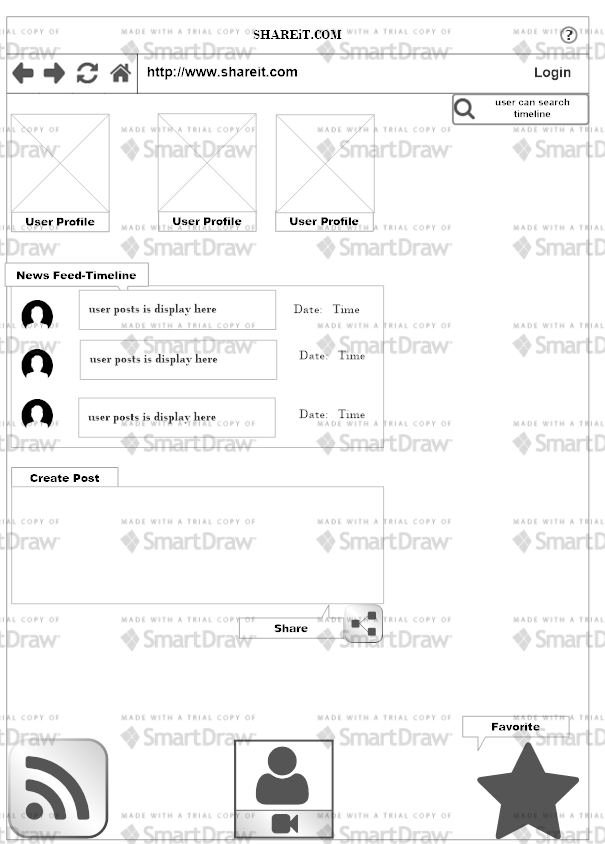 SHAREiT.COM
?
http://www.shareit.com
Login
user can search
timeline
User Profile
User Profile
User Profile
News Feed-Timeline
user posts is display here
Date: Time
user posts is display here
Date: Time
user posts is display here
Date: Time
Create Post
Share
Favorite
MADE WITH A TRIAL COPY OF
SmartDraw